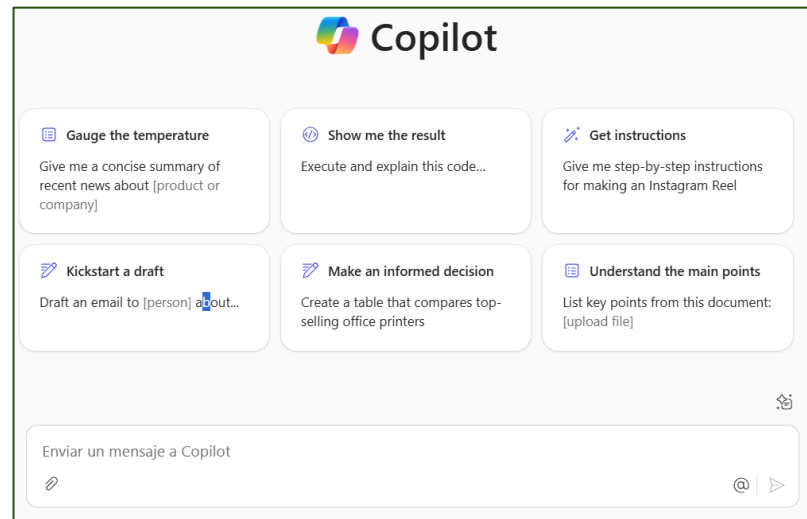 Copilot
Gauge the temperature
Give me a concise summary of
recent news about [product or
company]
Show me the result
Execute and explain this code...
Get instructions
Give me step-by-step instructions
for making an Instagram Reel
Kickstart a draft
Draft an email to [person] about...
Make an informed decision
Create a table that compares top-
selling office printers
Understand the main points
List key points from this document:
[upload file]
Enviar un mensaje a Copilot
@